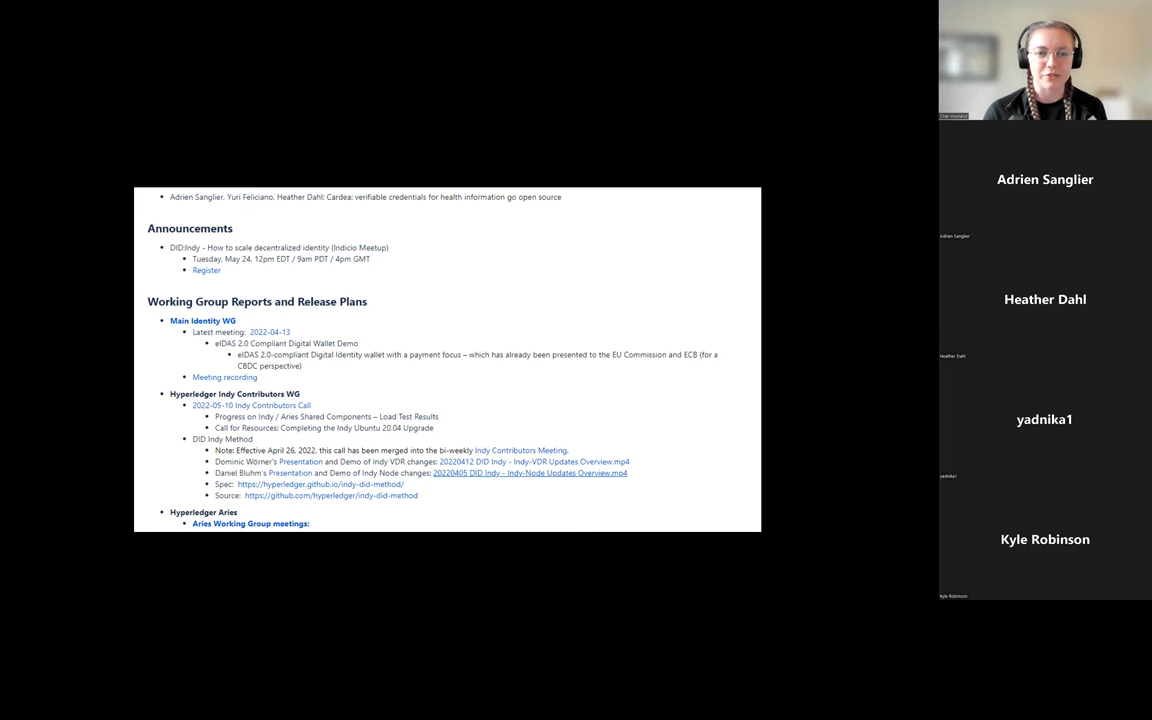 Adrien Sanglier, Yuri Feliciano, Heather Dahl: Cardea: verifiable credentials for health information go open source
Announcements
DID:Indy - How to scale decentralized identity (Indicio Meetup)
Tuesday, May 24, 12pm EDT / 9am PDT / 4pm GMT
Register
Working Group Reports and Release Plans
Main Identity WG
Latest meeting: 2022-04-13
eIDAS 2.0 Compliant Digital Wallet Demo
eIDAS 2.0-compliant Digital Identity wallet with a payment focus – which has already been presented to the EU Commission and ECB (for a
CBDC perspective)
Meeting recording
Hyperledger Indy Contributors WG
2022-05-10 Indy Contributors Call
Progress on Indy / Aries Shared Components – Load Test Results
Call for Resources: Completing the Indy Ubuntu 20.04 Upgrade
DID Indy Method
Note: Effective April 26, 2022, this call has been merged into the bi-weekly Indy Contributors Meeting.
Dominic Wörner's Presentation and Demo of Indy VDR changes: 20220412 DID Indy - Indy-VDR Updates Overview.mp4
Daniel Bluhm's Presentation and Demo of Indy Node changes: 20220405 DID Indy - Indy-Node Updates Overview.mp4
Spec: https://hyperledger.github.io/indy-did-method/
Source: https://github.com/hyperledger/indy-did-method
Hyperledger Aries
Aries Working Group meetings:
Char Howland
Adrien Sanglier
Adrien Sanglier
Heather Dahl
Heather Dahl
yadnika1
yadnika1
Kyle Robinson
Kyle Robinson